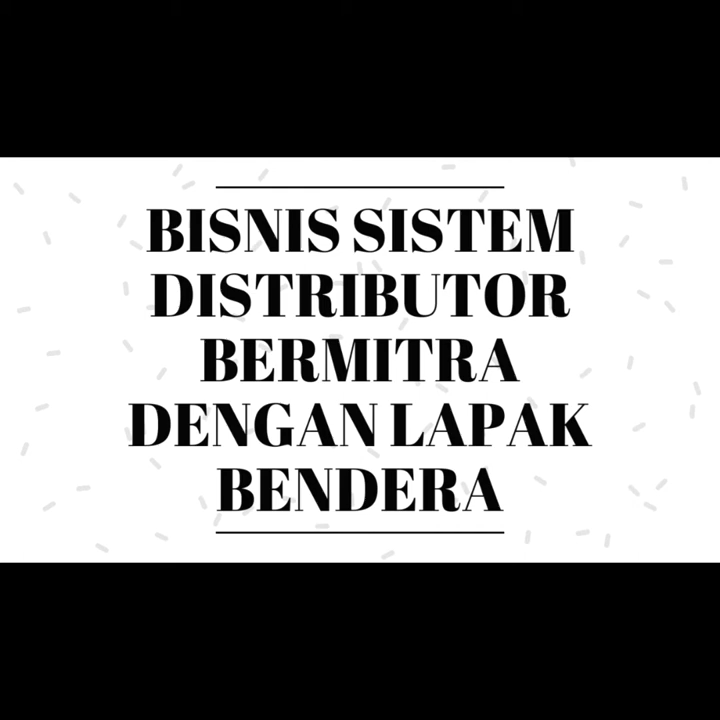 BISNIS SISTEM
DISTRIBUTOR
BERMITRA
DENGAN LAPAK
BENDERA